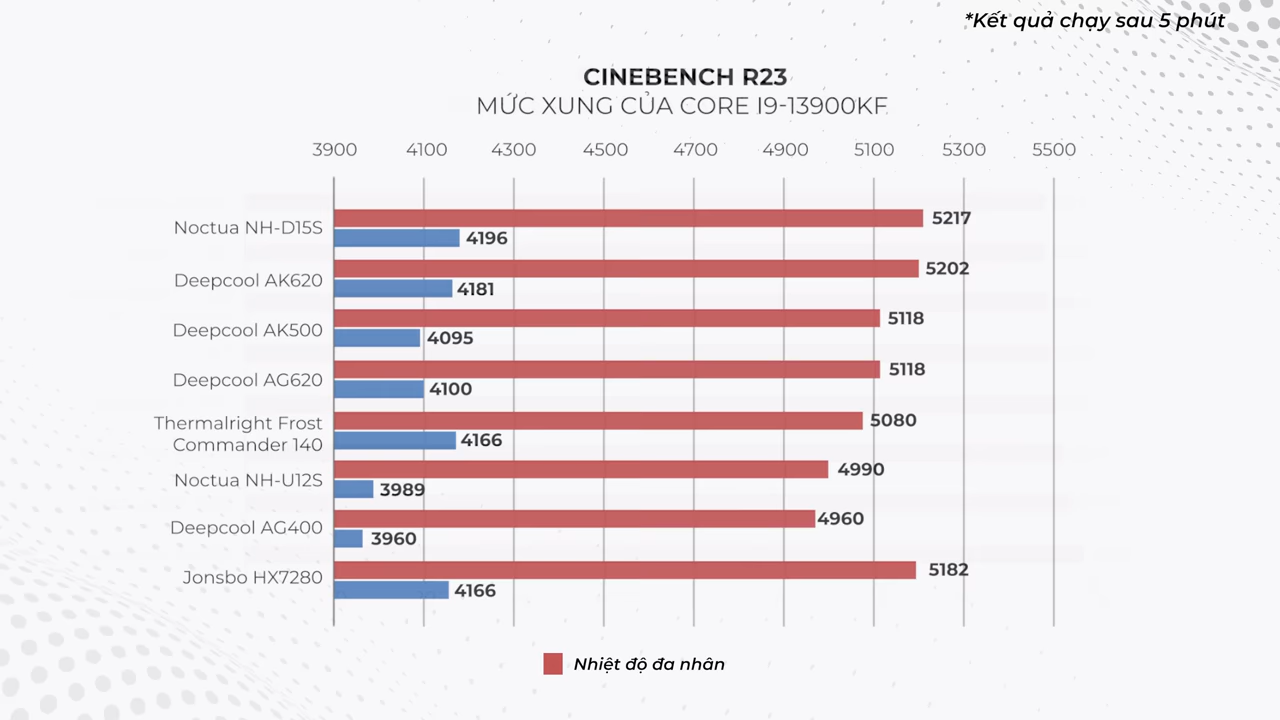 *Kết quả chạy sau 5 phút
CINEBENCH R23
MỨC XUNG CỦA CORE I9-13900KF
3900 4100 4300 4500 4700 4900 5100 5300 5500
Noctua NH-D15S 5217
4196
Deepcool AK620 5202
4181
Deepcool AK500 5118
4095
Deepcool AG620 5118
4100
Thermalright Frost 5080
Commander 140 4166
Noctua NH-U12S 4990
3989
Deepcool AG400 4960
3960
Jonsbo HX7280 5182
4166
Nhiệt độ đa nhân